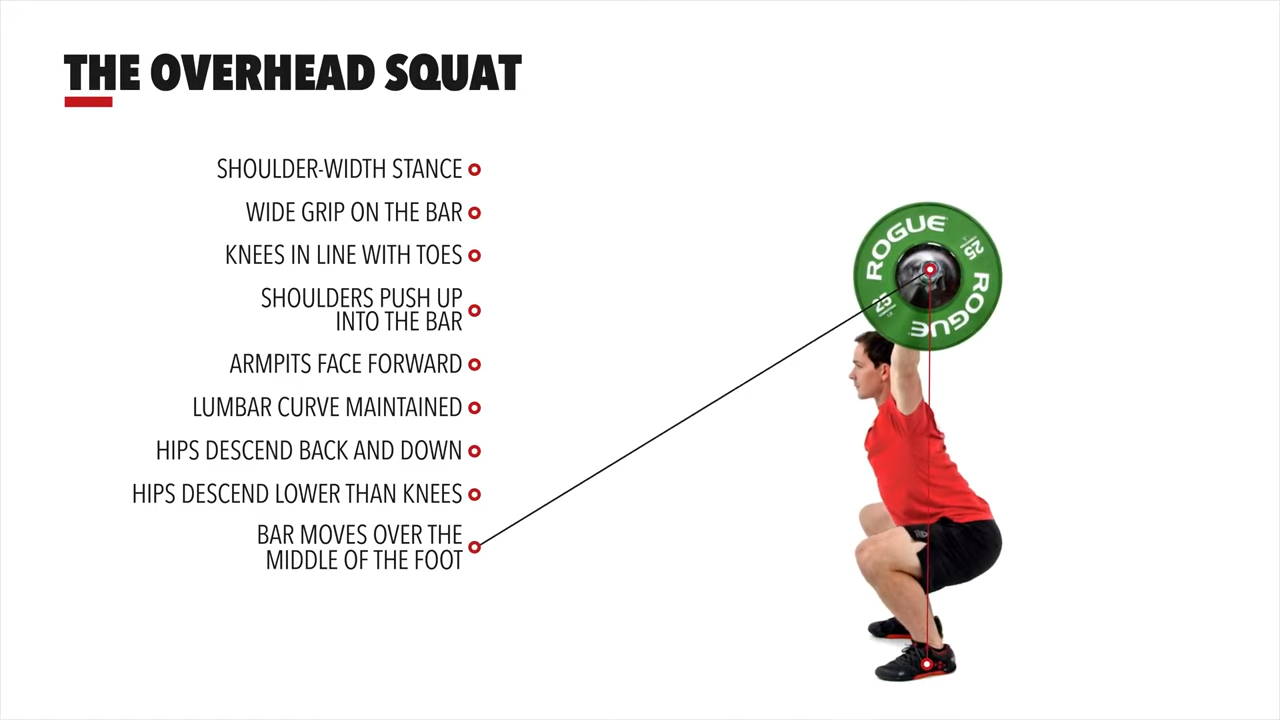 THE OVERHEAD SQUAT
SHOULDER-WIDTH STANCE
WIDE GRIP ON THE BAR
KNEES IN LINE WITH TOES
SHOULDERS PUSH UP
INTO THE BAR
ARMPITS FACE FORWARD
LUMBAR CURVE MAINTAINED
HIPS DESCEND BACK AND DOWN
HIPS DESCEND LOWER THAN KNEES
BAR MOVES OVER THE
MIDDLE OF THE FOOT
ROGUE
25
ROGUE
ROGUE